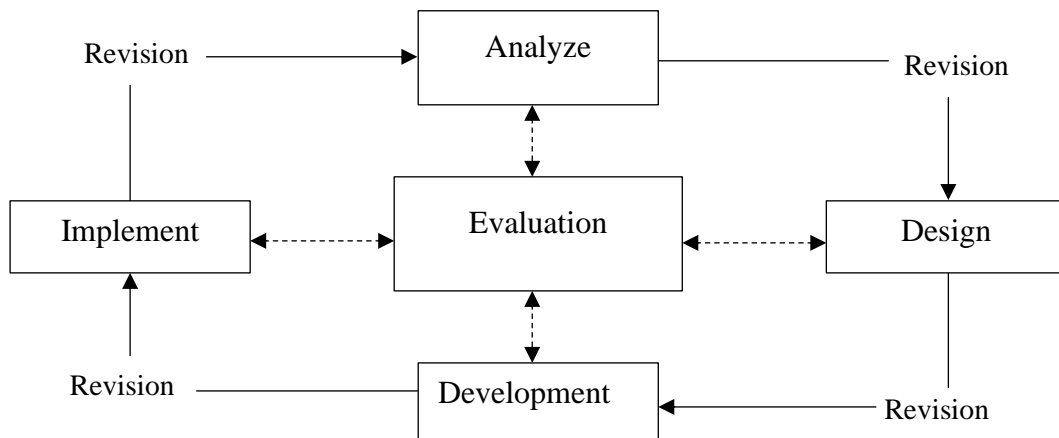 Analyze
Revision
Revision
Implement
Evaluation
Design
Revision
Development
Revision